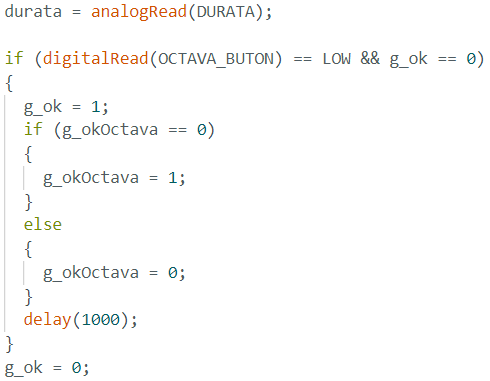 durata = analogRead(DURATA);

if (digitalRead(OCTAVA_BUTON) == LOW && g_ok == 0)
{
  g_ok = 1;
  if (g_okOctava == 0)
  {
    g_okOctava = 1;
  }
  else
  {
    g_okOctava = 0;
  }
  delay(1000);
}
g_ok = 0;